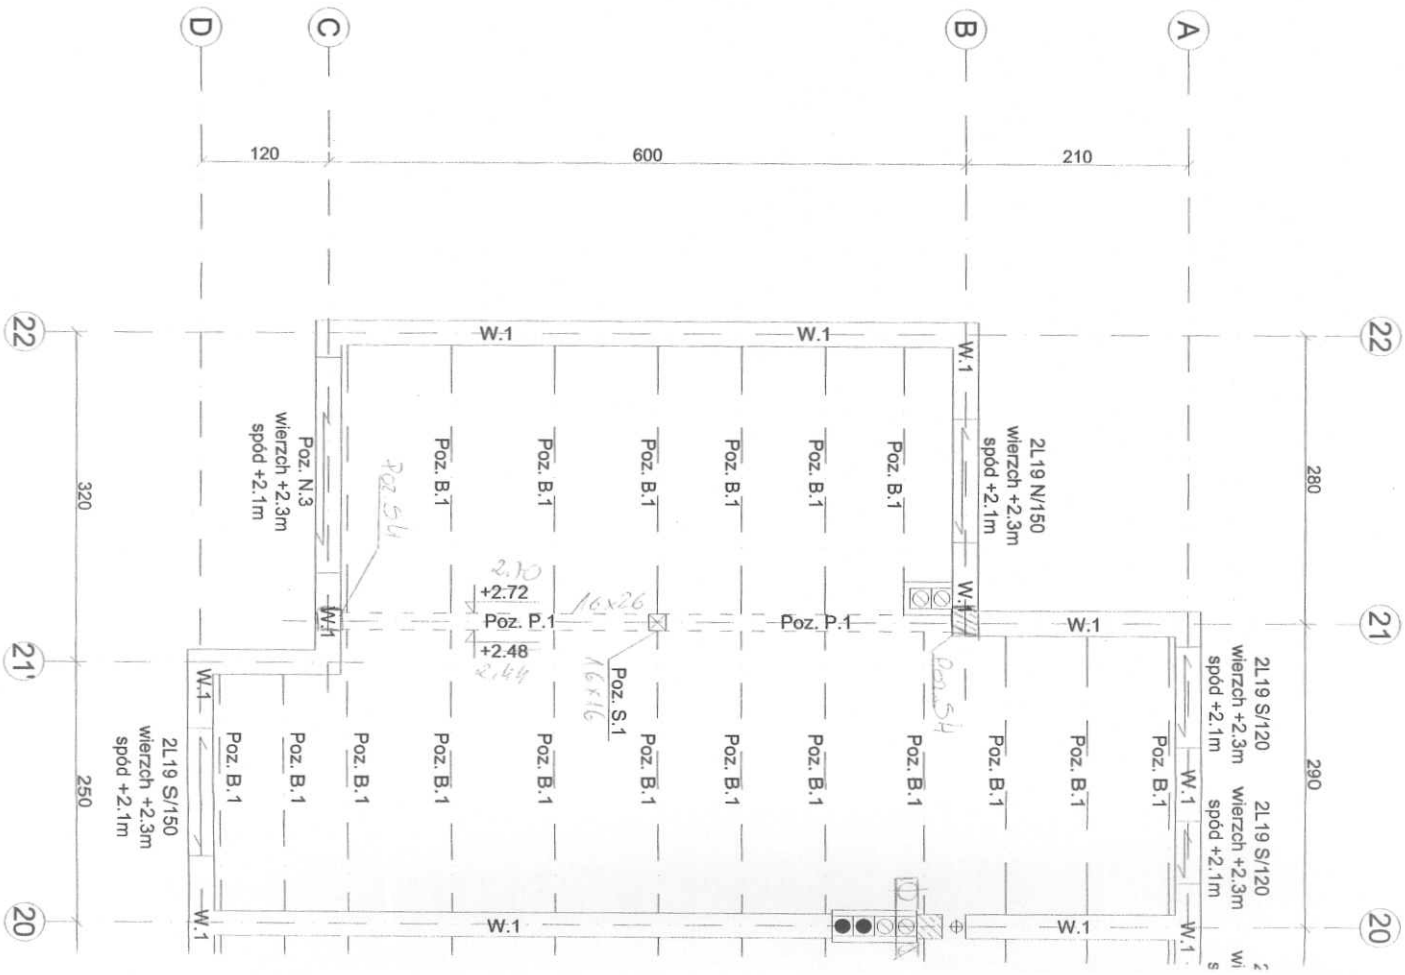 D
C
B
A
120
600
210
22
22
W.1
W.1
W.1
280
320
Poz. N.3
wierzch +2.3m
spód +2.1m
Poz. S4
Poz. B.1
Poz. B.1
Poz. B.1
Poz. B.1
Poz. B.1
Poz. B.1
2L19 N/150
wierzch +2.3m
spód +2.1m
2.70
+2.72
16x26
W.1
Poz. P.1
Poz. P.1
W.1
W.1
21
+2.48
2,44
16x16
Poz. S.1
Poz. S4
21'
W.1
2L19 S/120
wierzch +2.3m
spód +2.1m
2L19 S/150
wierzch +2.3m
spód +2.1m
250
290
Poz. B.1
Poz. B.1
Poz. B.1
Poz. B.1
Poz. B.1
Poz. B.1
Poz. B.1
Poz. B.1
Poz. B.1
Poz. B.1
Poz. B.1
Poz. B.1
W.1
2L19 S/120
wierzch +2.3m
spód +2.1m
20
W.1
W.1
W.1
W.1
20
2
wi
s